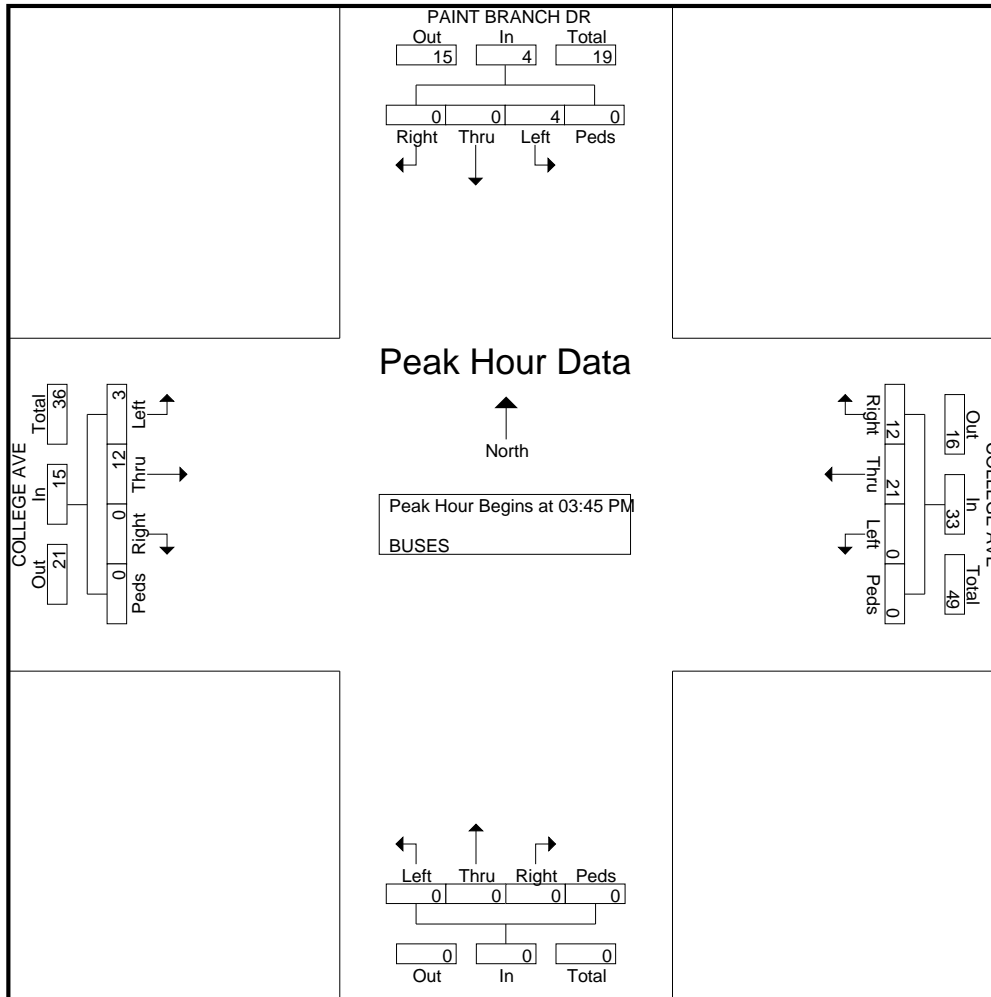 PAINT BRANCH DR
Out In Total
15 4 19
0 0 4 0
Right Thru Left Peds
Peak Hour Data
North
Peak Hour Begins at 03:45 PM
BUSES
COLLEGE AVE
Out In Total
21 15 36
0 0 12 3
Peds Right Thru Left
COLLEGE AVE
Out In Total
16 33 49
12 21 0 0
Right Thru Left Peds
Left Thru Right Peds
0 0 0 0
0 0 0
Out In Total